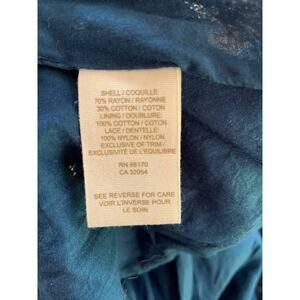 SHELL / COQUILLE:
70% RAYON / RAYONNE
30% COTTON / COTON
LINING / DOUBLURE:
100% COTTON / COTON
LACE / DENTELLE:
100% NYLON / NYLON
EXCLUSIVE OF TRIM /
EXCLUSIVITÉ DE L'ÉQUILIBRE
RN 66170
CA 32054
SEE REVERSE FOR CARE
VOIR L'INVERSE POUR
LE SOIN